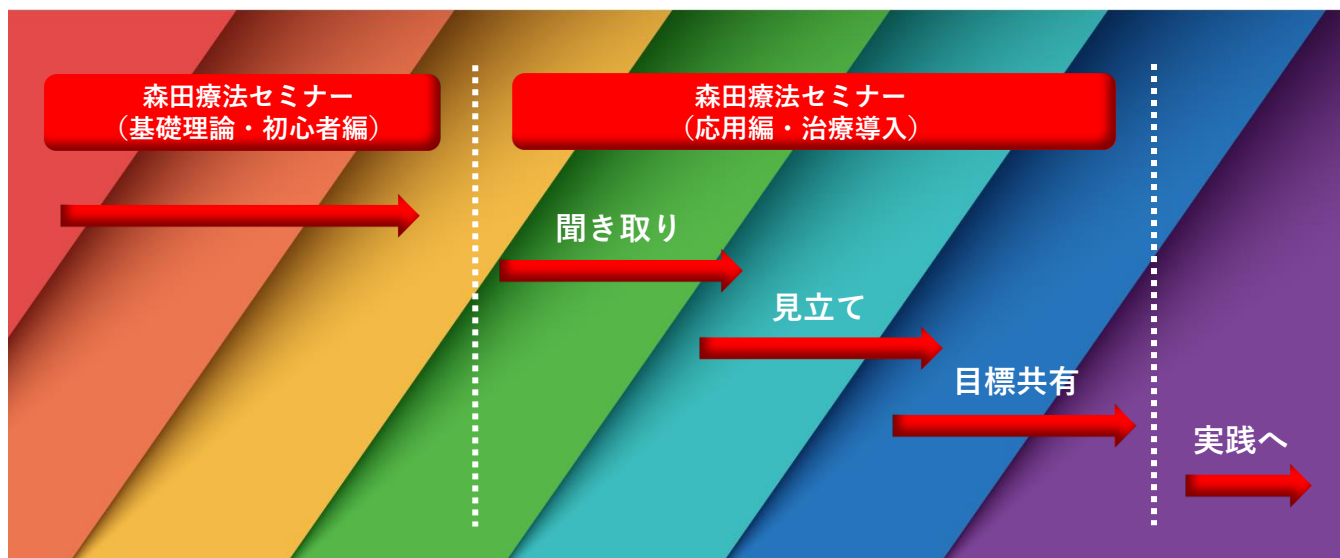 森田療法セミナー
（基礎理論・初心者編）
森田療法セミナー
（応用編・治療導入）
聞き取り
見立て
目標共有
実践へ